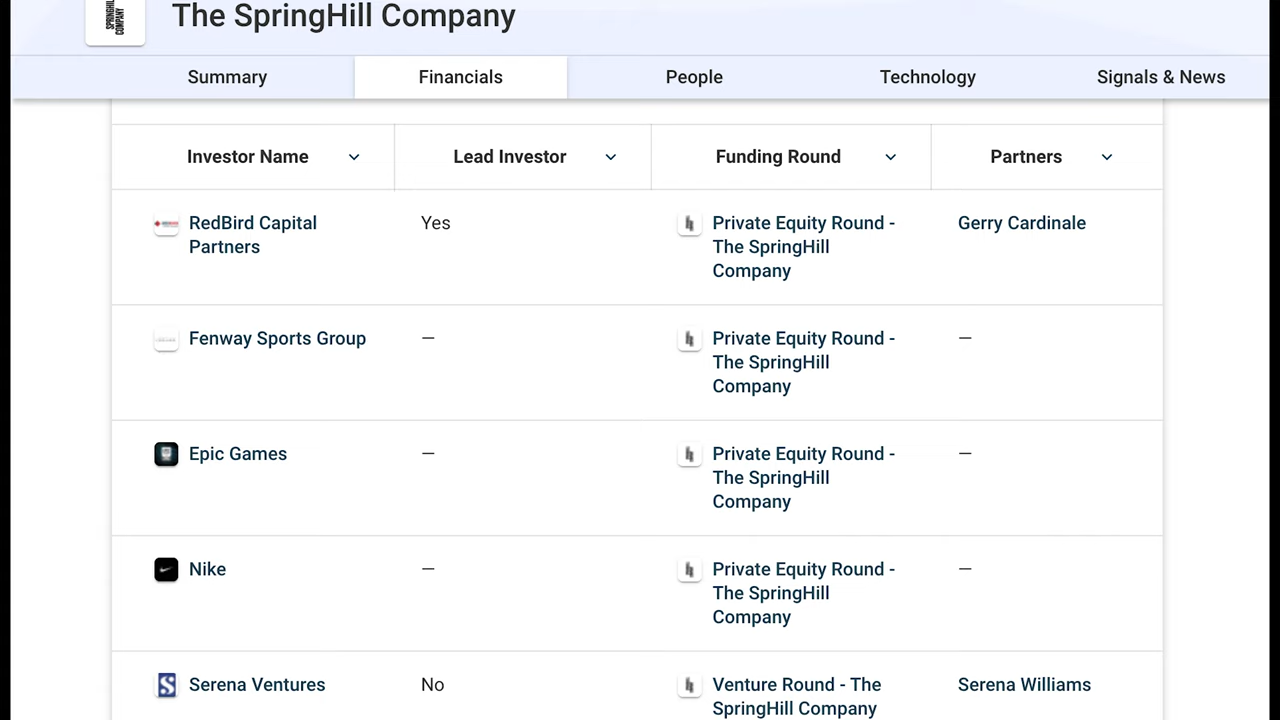 SPRINGHILL
COMPANY
The SpringHill Company
Summary Financials People Technology Signals & News
Investor Name Lead Investor Funding Round Partners
RedBird Capital Yes Private Equity Round - Gerry Cardinale
Partners The SpringHill
Company
Fenway Sports Group — Private Equity Round - —
The SpringHill
Company
Epic Games — Private Equity Round - —
The SpringHill
Company
Nike — Private Equity Round - —
The SpringHill
Company
Serena Ventures No Venture Round - The Serena Williams
SpringHill Company